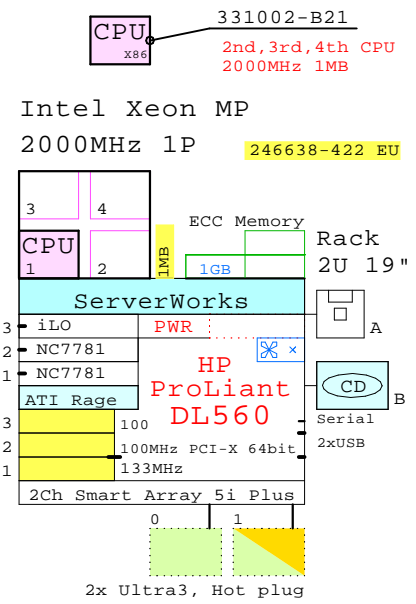 331002-B21
CPU
X86
2nd,3rd,4th CPU
2000MHz 1MB
Intel Xeon MP
2000MHz 1P
246638-422 EU
3 4
CPU
1 2
1MB
ECC Memory
1GB
Rack
2U 19"
ServerWorks
3 iLO
PWR
A
2 NC7781
×
1 NC7781
HP
ProLiant
DL560
CD
B
ATI Rage
Serial
2xUSB
3 100
2 100MHz PCI-X 64bit
1 133MHz
2Ch Smart Array 5i Plus
0 1
2x Ultra3, Hot plug